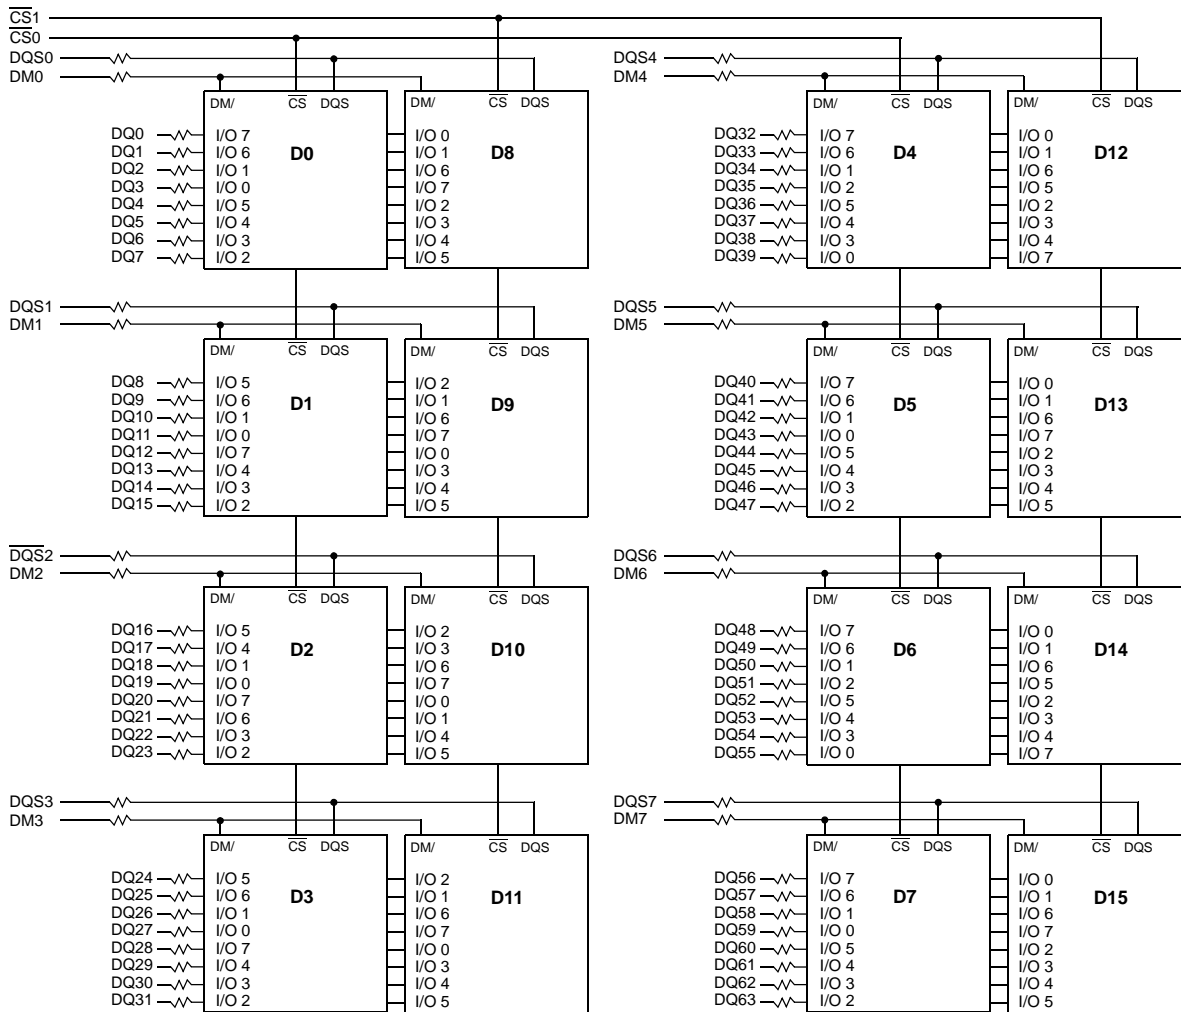 CS1
CS0
DQS0
DM0
DM/ CS DQS
DQ0 I/O 7
DQ1 I/O 6
DQ2 I/O 1
DQ3 I/O 0
DQ4 I/O 5
DQ5 I/O 4
DQ6 I/O 3
DQ7 I/O 2
D0
CS DQS
I/O 0
I/O 1
I/O 6
I/O 7
I/O 2
I/O 3
I/O 4
I/O 5
D8
DQS4
DM4
DM/ CS DQS
DQ32 I/O 7
DQ33 I/O 6
DQ34 I/O 1
DQ35 I/O 2
DQ36 I/O 5
DQ37 I/O 4
DQ38 I/O 3
DQ39 I/O 0
D4
DM/ CS DQS
I/O 0
I/O 1
I/O 6
I/O 5
I/O 2
I/O 3
I/O 4
I/O 7
D12
DQS1
DM1
DM/ CS DQS
DQ8 I/O 5
DQ9 I/O 6
DQ10 I/O 1
DQ11 I/O 0
DQ12 I/O 7
DQ13 I/O 4
DQ14 I/O 3
DQ15 I/O 2
D1
DM/ CS DQS
I/O 2
I/O 1
I/O 6
I/O 7
I/O 0
I/O 3
I/O 4
I/O 5
D9
DQS5
DM5
DM/ CS DQS
DQ40 I/O 7
DQ41 I/O 6
DQ42 I/O 1
DQ43 I/O 0
DQ44 I/O 5
DQ45 I/O 4
DQ46 I/O 3
DQ47 I/O 2
D5
DM/ CS DQS
I/O 0
I/O 1
I/O 6
I/O 7
I/O 2
I/O 3
I/O 4
I/O 5
D13
DQS2
DM2
DM/ CS DQS
DQ16 I/O 5
DQ17 I/O 4
DQ18 I/O 1
DQ19 I/O 0
DQ20 I/O 7
DQ21 I/O 6
DQ22 I/O 3
DQ23 I/O 2
D2
DM/ CS DQS
I/O 2
I/O 3
I/O 6
I/O 7
I/O 0
I/O 1
I/O 4
I/O 5
D10
DQS6
DM6
DM/ CS DQS
DQ48 I/O 7
DQ49 I/O 6
DQ50 I/O 1
DQ51 I/O 2
DQ52 I/O 5
DQ53 I/O 4
DQ54 I/O 3
DQ55 I/O 0
D6
DM/ CS DQS
I/O 0
I/O 1
I/O 6
I/O 5
I/O 2
I/O 3
I/O 4
I/O 7
D14
DQS3
DM3
DM/ CS DQS
DQ24 I/O 5
DQ25 I/O 6
DQ26 I/O 1
DQ27 I/O 0
DQ28 I/O 7
DQ29 I/O 4
DQ30 I/O 3
DQ31 I/O 2
D3
DM/ CS DQS
I/O 2
I/O 1
I/O 6
I/O 7
I/O 0
I/O 3
I/O 4
I/O 5
D11
DQS7
DM7
DM/ CS DQS
DQ56 I/O 7
DQ57 I/O 6
DQ58 I/O 1
DQ59 I/O 0
DQ60 I/O 5
DQ61 I/O 4
DQ62 I/O 3
DQ63 I/O 2
D7
DM/ CS DQS
I/O 0
I/O 1
I/O 6
I/O 7
I/O 2
I/O 3
I/O 4
I/O 5
D15